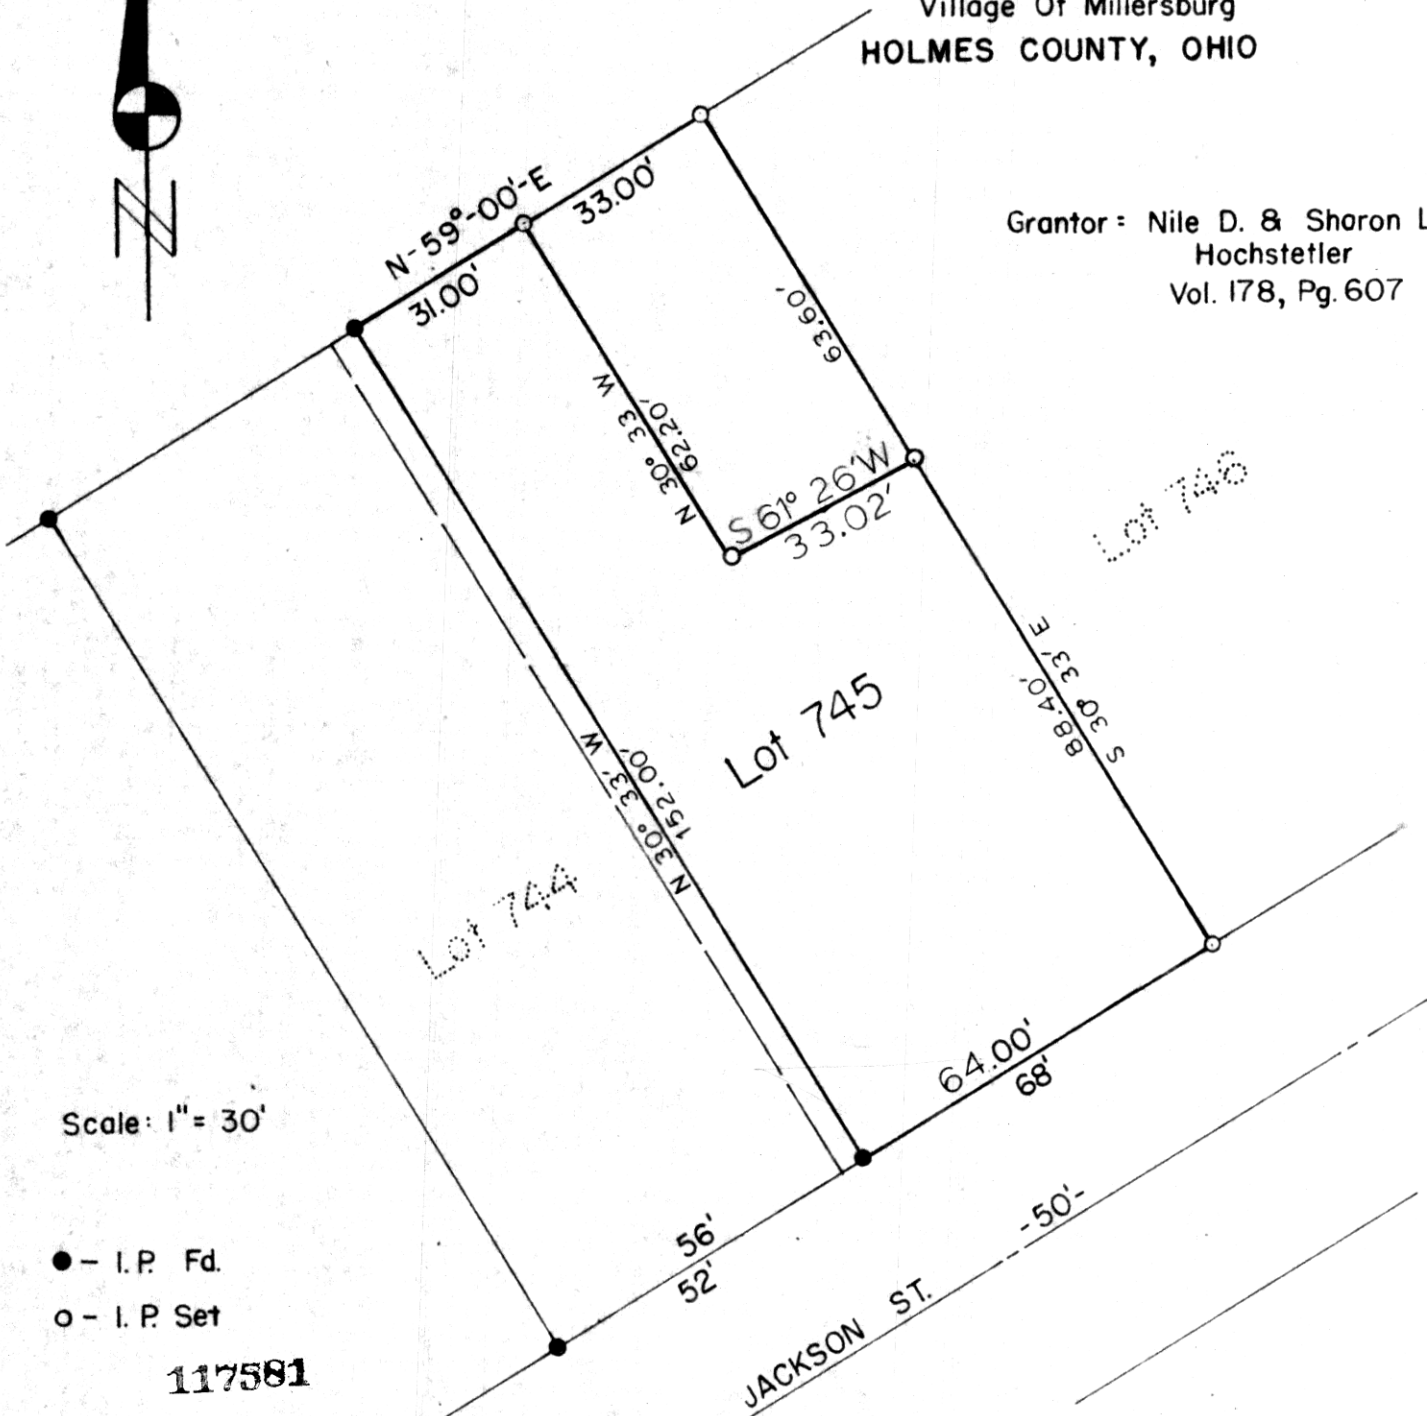 Village Of Millersburg
HOLMES COUNTY, OHIO
N
Grantor: Nile D. & Sharon L
Hochstetler
Vol. 178, Pg. 607
N-59°-00'-E
33.00'
31.00'
63.60'
N 30° 33 W
62.20'
S 61° 26' W
33.02'
Lot 746
S 30° 33' E
88.40'
Lot 745
N 30° 33' W
152.00'
Lot 744
64.00'
68'
Scale: 1"= 30'
56'
52'
-50'-
JACKSON ST.
●- I.P. Fd.
o- I.P. Set
117581